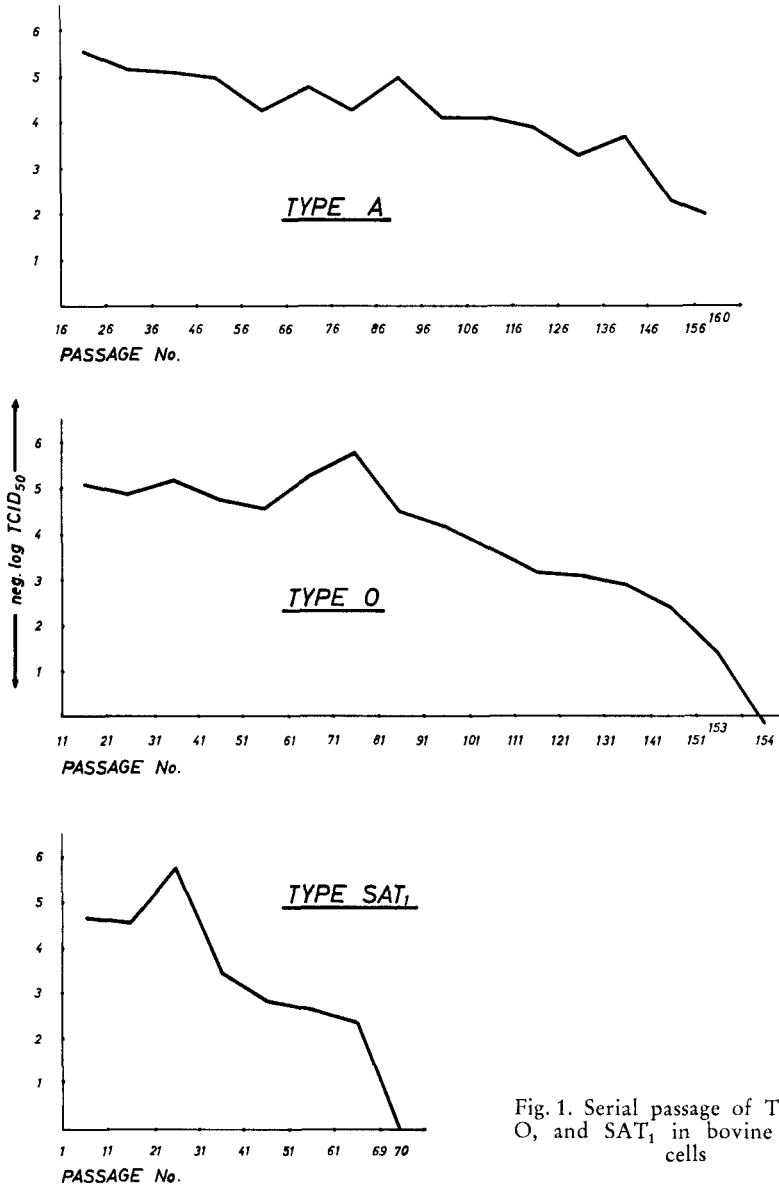 6
5
4
3
2
1
TYPE A
16 26 36 46 56 66 76 86 96 106 116 126 136 146 156 160
PASSAGE No.
neg. log TCID50
6
5
4
3
2
1
TYPE O
11 21 31 41 51 61 71 81 91 101 111 121 131 141 151 153 154
PASSAGE No.
6
5
4
3
2
1
TYPE SAT1
1 11 21 31 41 51 61 69 70
PASSAGE No.
Fig. 1. Serial passage of T
O, and SAT1 in bovine
cells